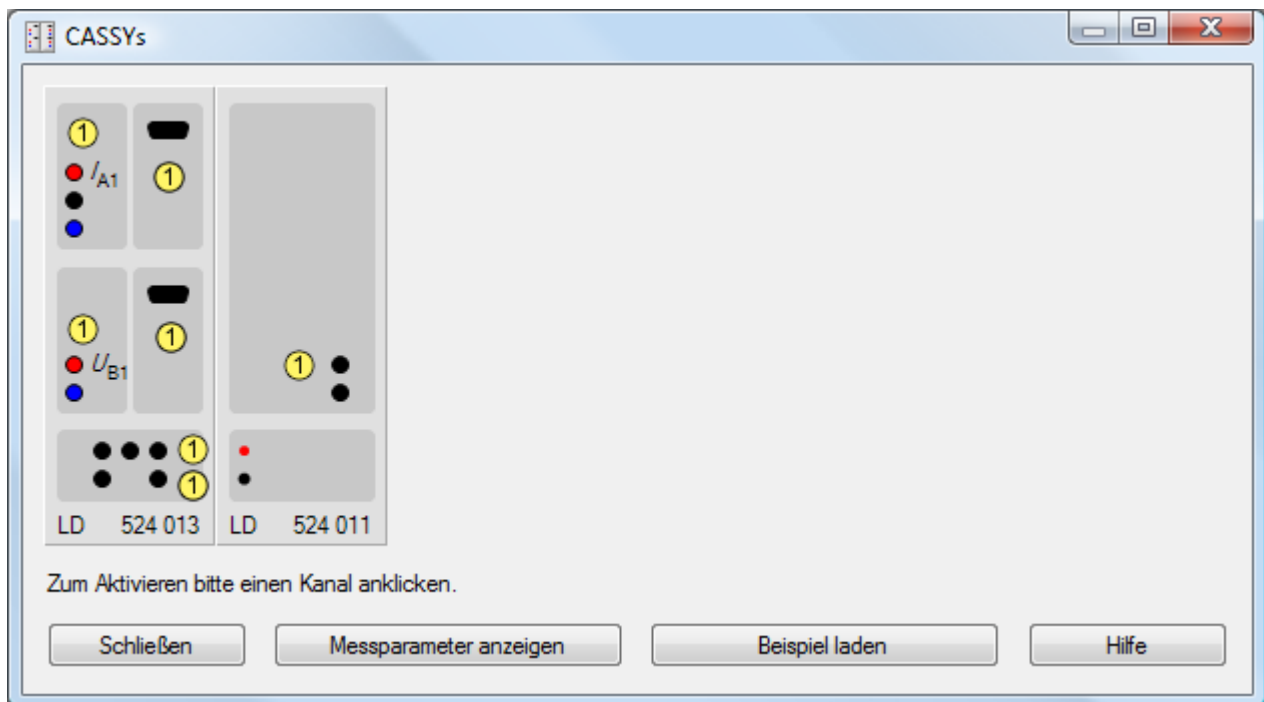 CASSYs
1
I A1
1
1
U B1
1
1
1
1
LD 524 013
LD 524 011
Zum Aktivieren bitte einen Kanal anklicken.
Schließen
Messparameter anzeigen
Beispiel laden
Hilfe